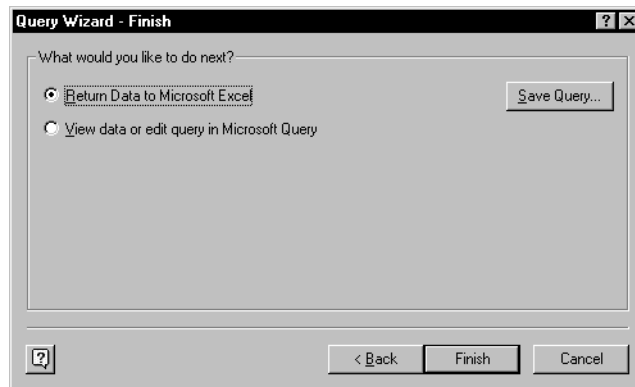 Query Wizard - Finish
What would you like to do next?
Return Data to Microsoft Excel
Save Query...
View data or edit query in Microsoft Query
< Back
Finish
Cancel